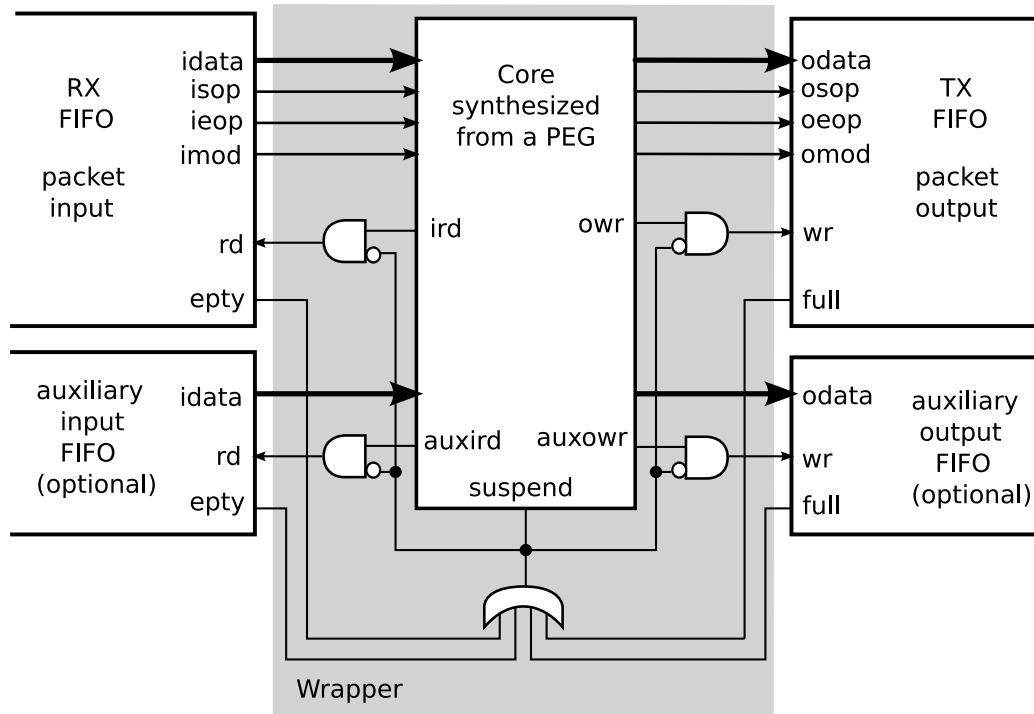 RX
FIFO
packet
input
idata
isop
ieop
imod
rd
epty
auxiliary
input
FIFO
(optional)
idata
rd
epty
Core
synthesized
from a PEG
ird
owr
auxird
auxowr
suspend
Wrapper
odata
osop
oeop
omod
wr
full
TX
FIFO
packet
output
odata
wr
full
auxiliary
output
FIFO
(optional)